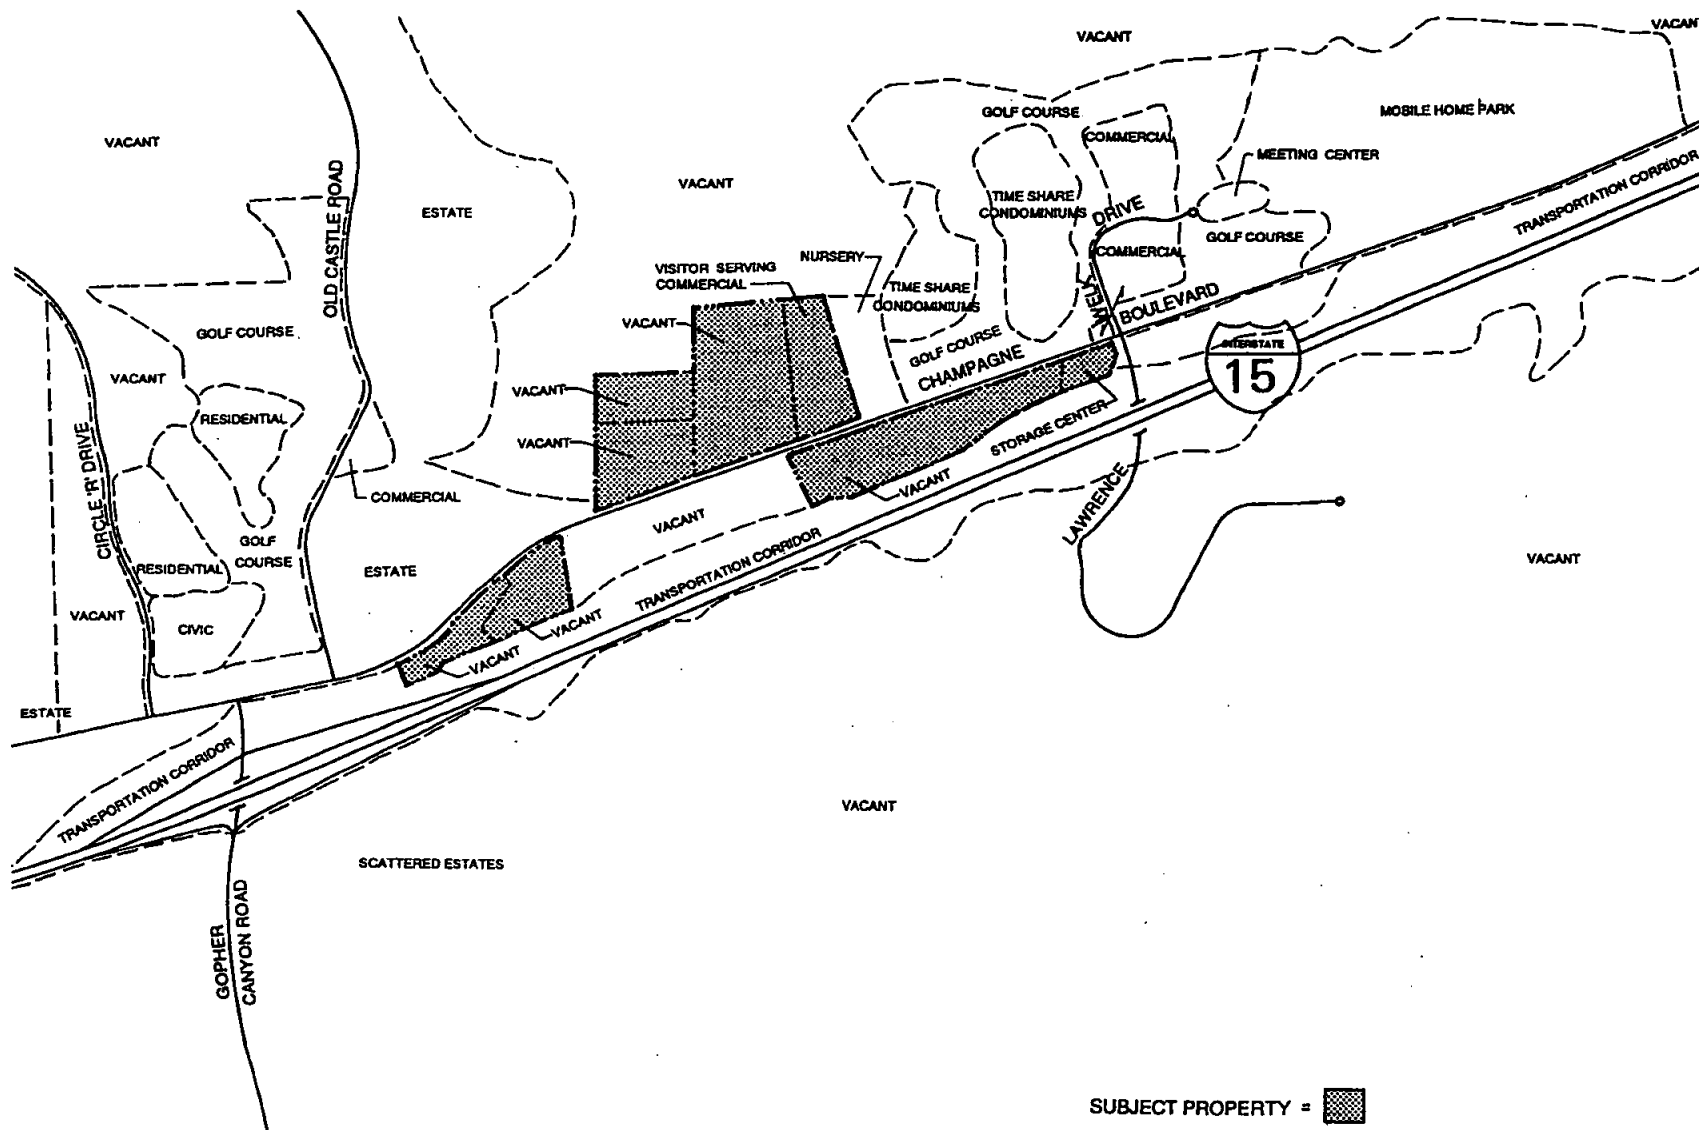 VACANT
VACANT
MOBILE HOME PARK
GOLF COURSE
COMMERCIAL
MEETING CENTER
VACANT
OLD CASTLE ROAD
VACANT
ESTATE
TIME SHARE
CONDOMINIUMS
DRIVE
TRANSPORTATION CORRIDOR
GOLF COURSE
COMMERCIAL
NURSERY
VISITOR SERVING
COMMERCIAL
TIME SHARE
CONDOMINIUMS
WELK
BOULEVARD
VACANT
GOLF COURSE
GOLF COURSE
CHAMPAGNE
INTERSTATE
15
VACANT
VACANT
RESIDENTIAL
VACANT
STORAGE CENTER
VACANT
COMMERCIAL
VACANT
LAWRENCE
CIRCLE 'R' DRIVE
GOLF
COURSE
RESIDENTIAL
ESTATE
TRANSPORTATION CORRIDOR
VACANT
VACANT
CIVIC
VACANT
VACANT
ESTATE
TRANSPORTATION CORRIDOR
VACANT
SCATTERED ESTATES
GOPHER
CANYON ROAD
SUBJECT PROPERTY =